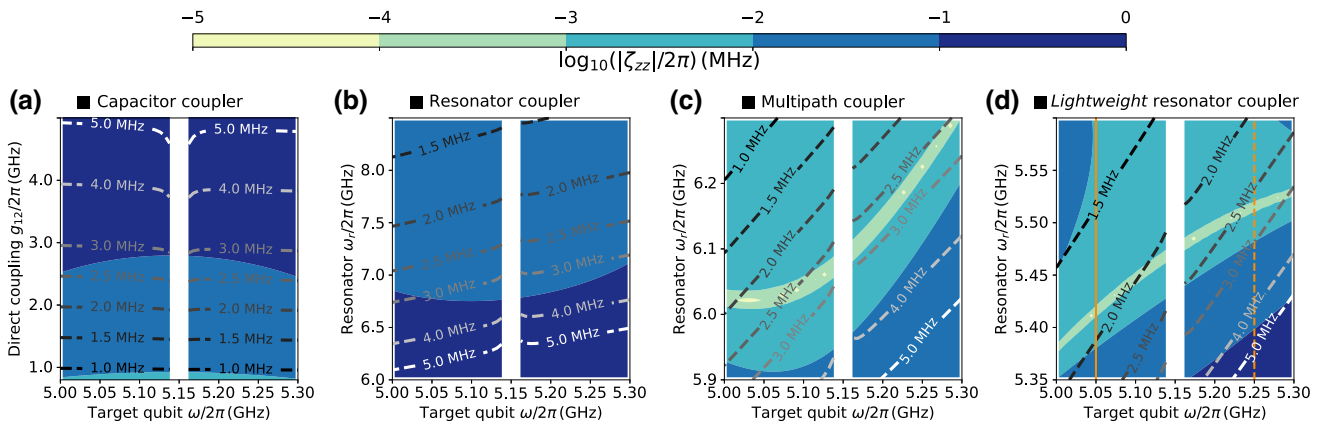 −5 −4 −3 −2 −1 0
log10(|ζzz|/2π) (MHz)
(a) ■ Capacitor coupler
Direct coupling g12/2π (GHz)
4.0
3.0
2.0
1.0
5.0 MHz 5.0 MHz
4.0 MHz 4.0 MHz
3.0 MHz 3.0 MHz
2.5 MHz 2.5 MHz
2.0 MHz 2.0 MHz
1.5 MHz 1.5 MHz
1.0 MHz 1.0 MHz
5.00 5.05 5.10 5.15 5.20 5.25 5.30
Target qubit ω/2π (GHz)
(b) ■ Resonator coupler
Resonator ωr/2π (GHz)
8.0
7.5
7.0
6.5
6.0
1.5 MHz
2.0 MHz 2.0 MHz
2.5 MHz 2.5 MHz
3.0 MHz 3.0 MHz
4.0 MHz 4.0 MHz
5.0 MHz 5.0 MHz
5.00 5.05 5.10 5.15 5.20 5.25 5.30
Target qubit ω/2π (GHz)
(c) ■ Multipath coupler
Resonator ωr/2π (GHz)
6.2
6.1
6.0
5.9
1.0 MHz
1.5 MHz
2.0 MHz
2.5 MHz
3.0 MHz
2.5 MHz
3.0 MHz
4.0 MHz
5.0 MHz
5.00 5.05 5.10 5.15 5.20 5.25 5.30
Target qubit ω/2π (GHz)
(d) ■ Lightweight resonator coupler
Resonator ωr/2π (GHz)
5.55
5.50
5.45
5.40
5.35
1.5 MHz
2.0 MHz
2.5 MHz
2.0 MHz
2.5 MHz
3.0 MHz
4.0 MHz
5.0 MHz
5.00 5.05 5.10 5.15 5.20 5.25 5.30
Target qubit ω/2π (GHz)